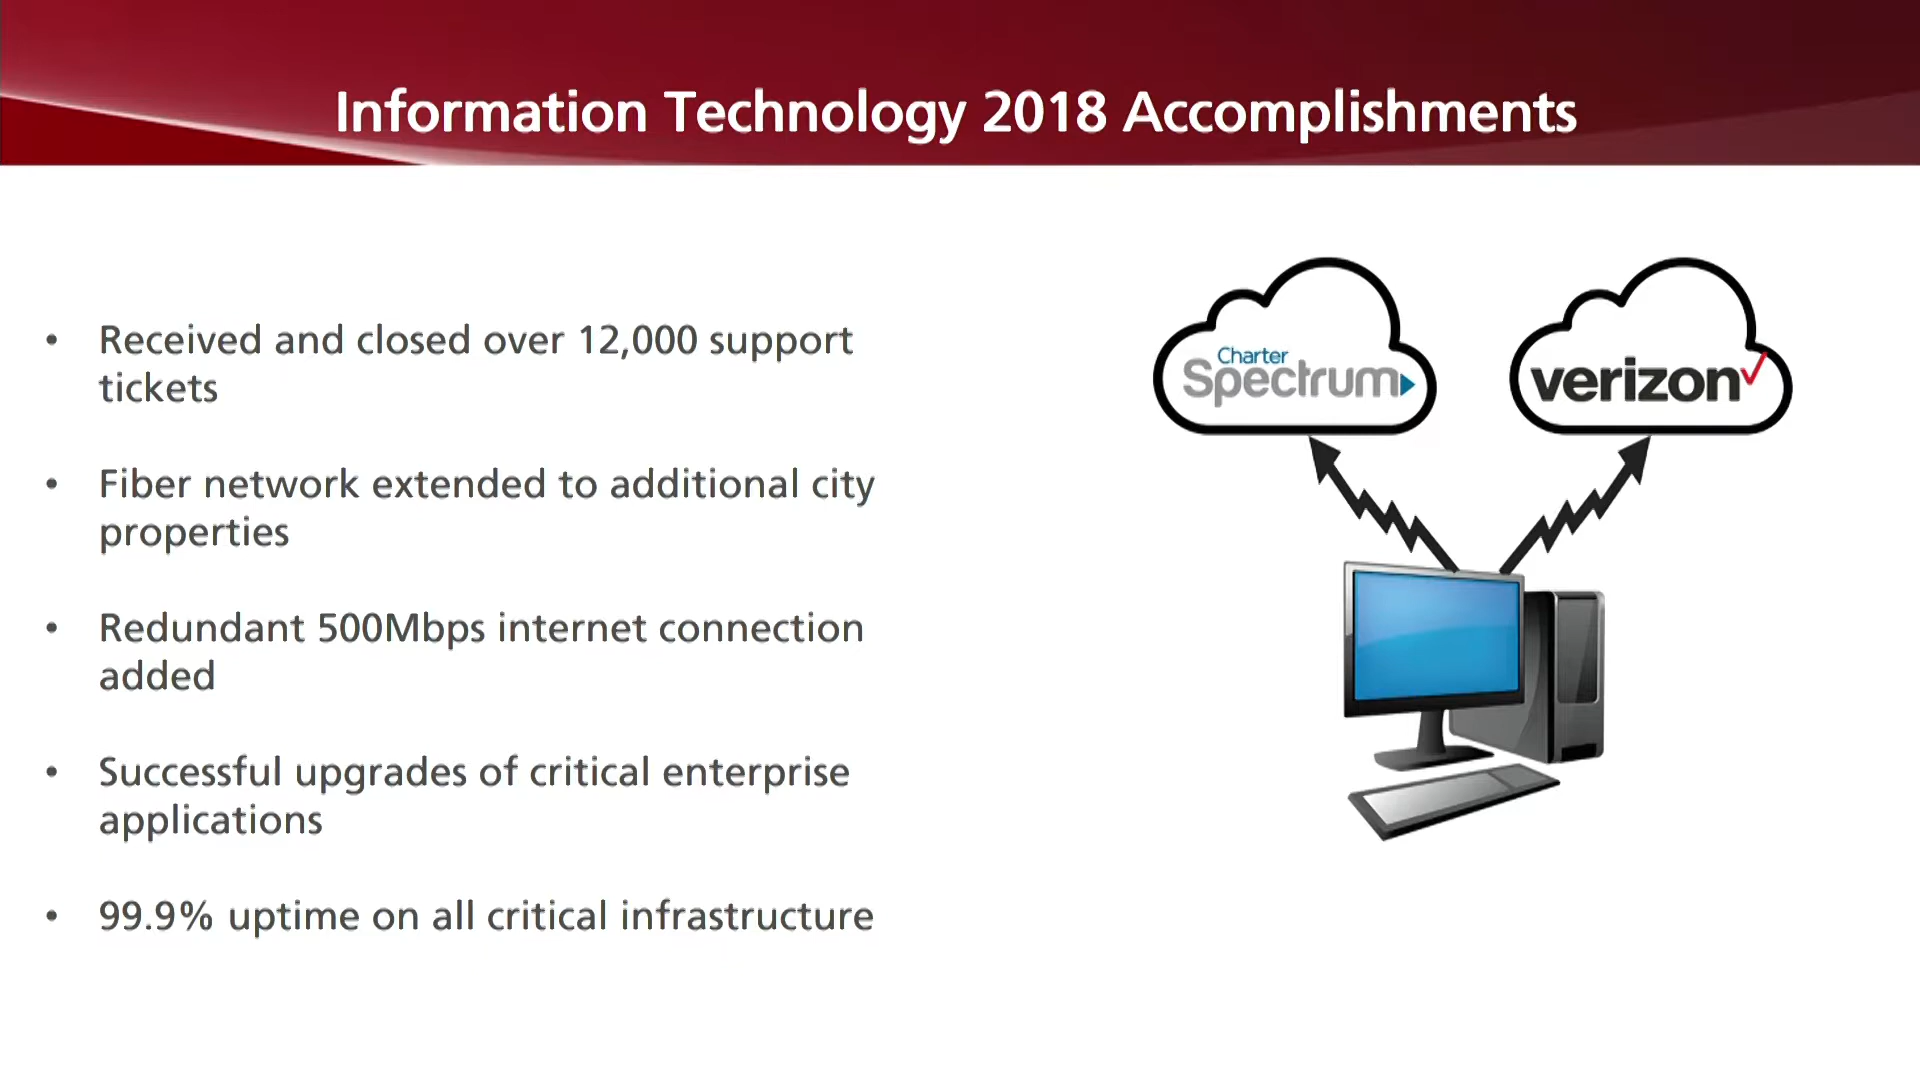 Information Technology 2018 Accomplishments
• Received and closed over 12,000 support
tickets
• Fiber network extended to additional city
properties
• Redundant 500Mbps internet connection
added
• Successful upgrades of critical enterprise
applications
• 99.9% uptime on all critical infrastructure
Charter
Spectrum
verizon